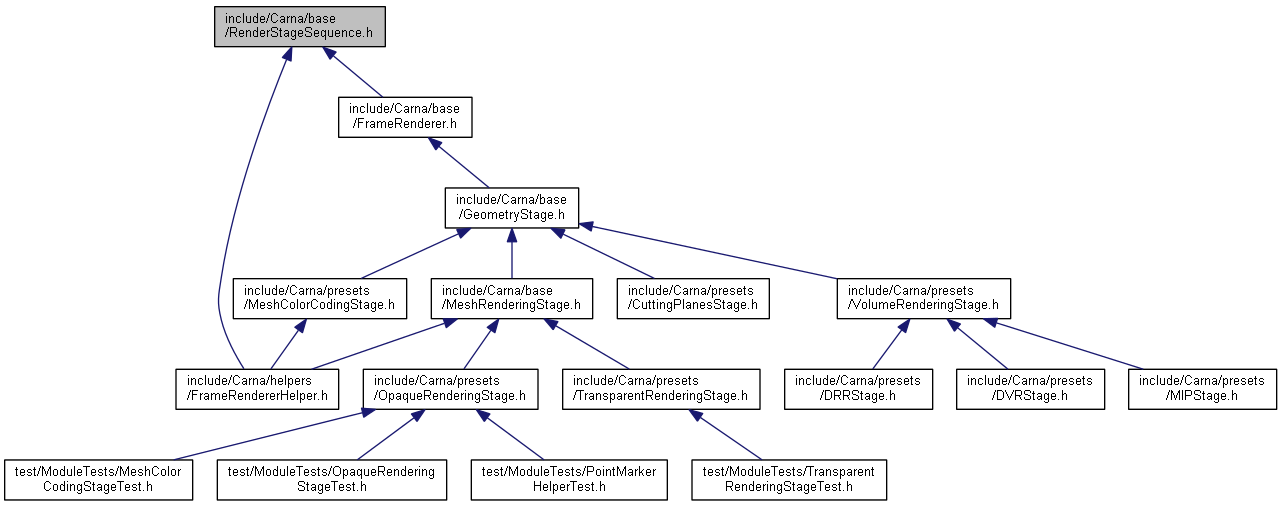 include/Carna/base
/RenderStageSequence.h
include/Carna/base
/FrameRenderer.h
include/Carna/base
/GeometryStage.h
include/Carna/presets
/MeshColorCodingStage.h
include/Carna/base
/MeshRenderingStage.h
include/Carna/presets
/CuttingPlanesStage.h
include/Carna/presets
/VolumeRenderingStage.h
include/Carna/helpers
/FrameRendererHelper.h
include/Carna/presets
/OpaqueRenderingStage.h
include/Carna/presets
/TransparentRenderingStage.h
include/Carna/presets
/DRRStage.h
include/Carna/presets
/DVRStage.h
include/Carna/presets
/MIPStage.h
test/ModuleTests/MeshColor
CodingStageTest.h
test/ModuleTests/OpaqueRendering
StageTest.h
test/ModuleTests/PointMarker
HelperTest.h
test/ModuleTests/Transparent
RenderingStageTest.h